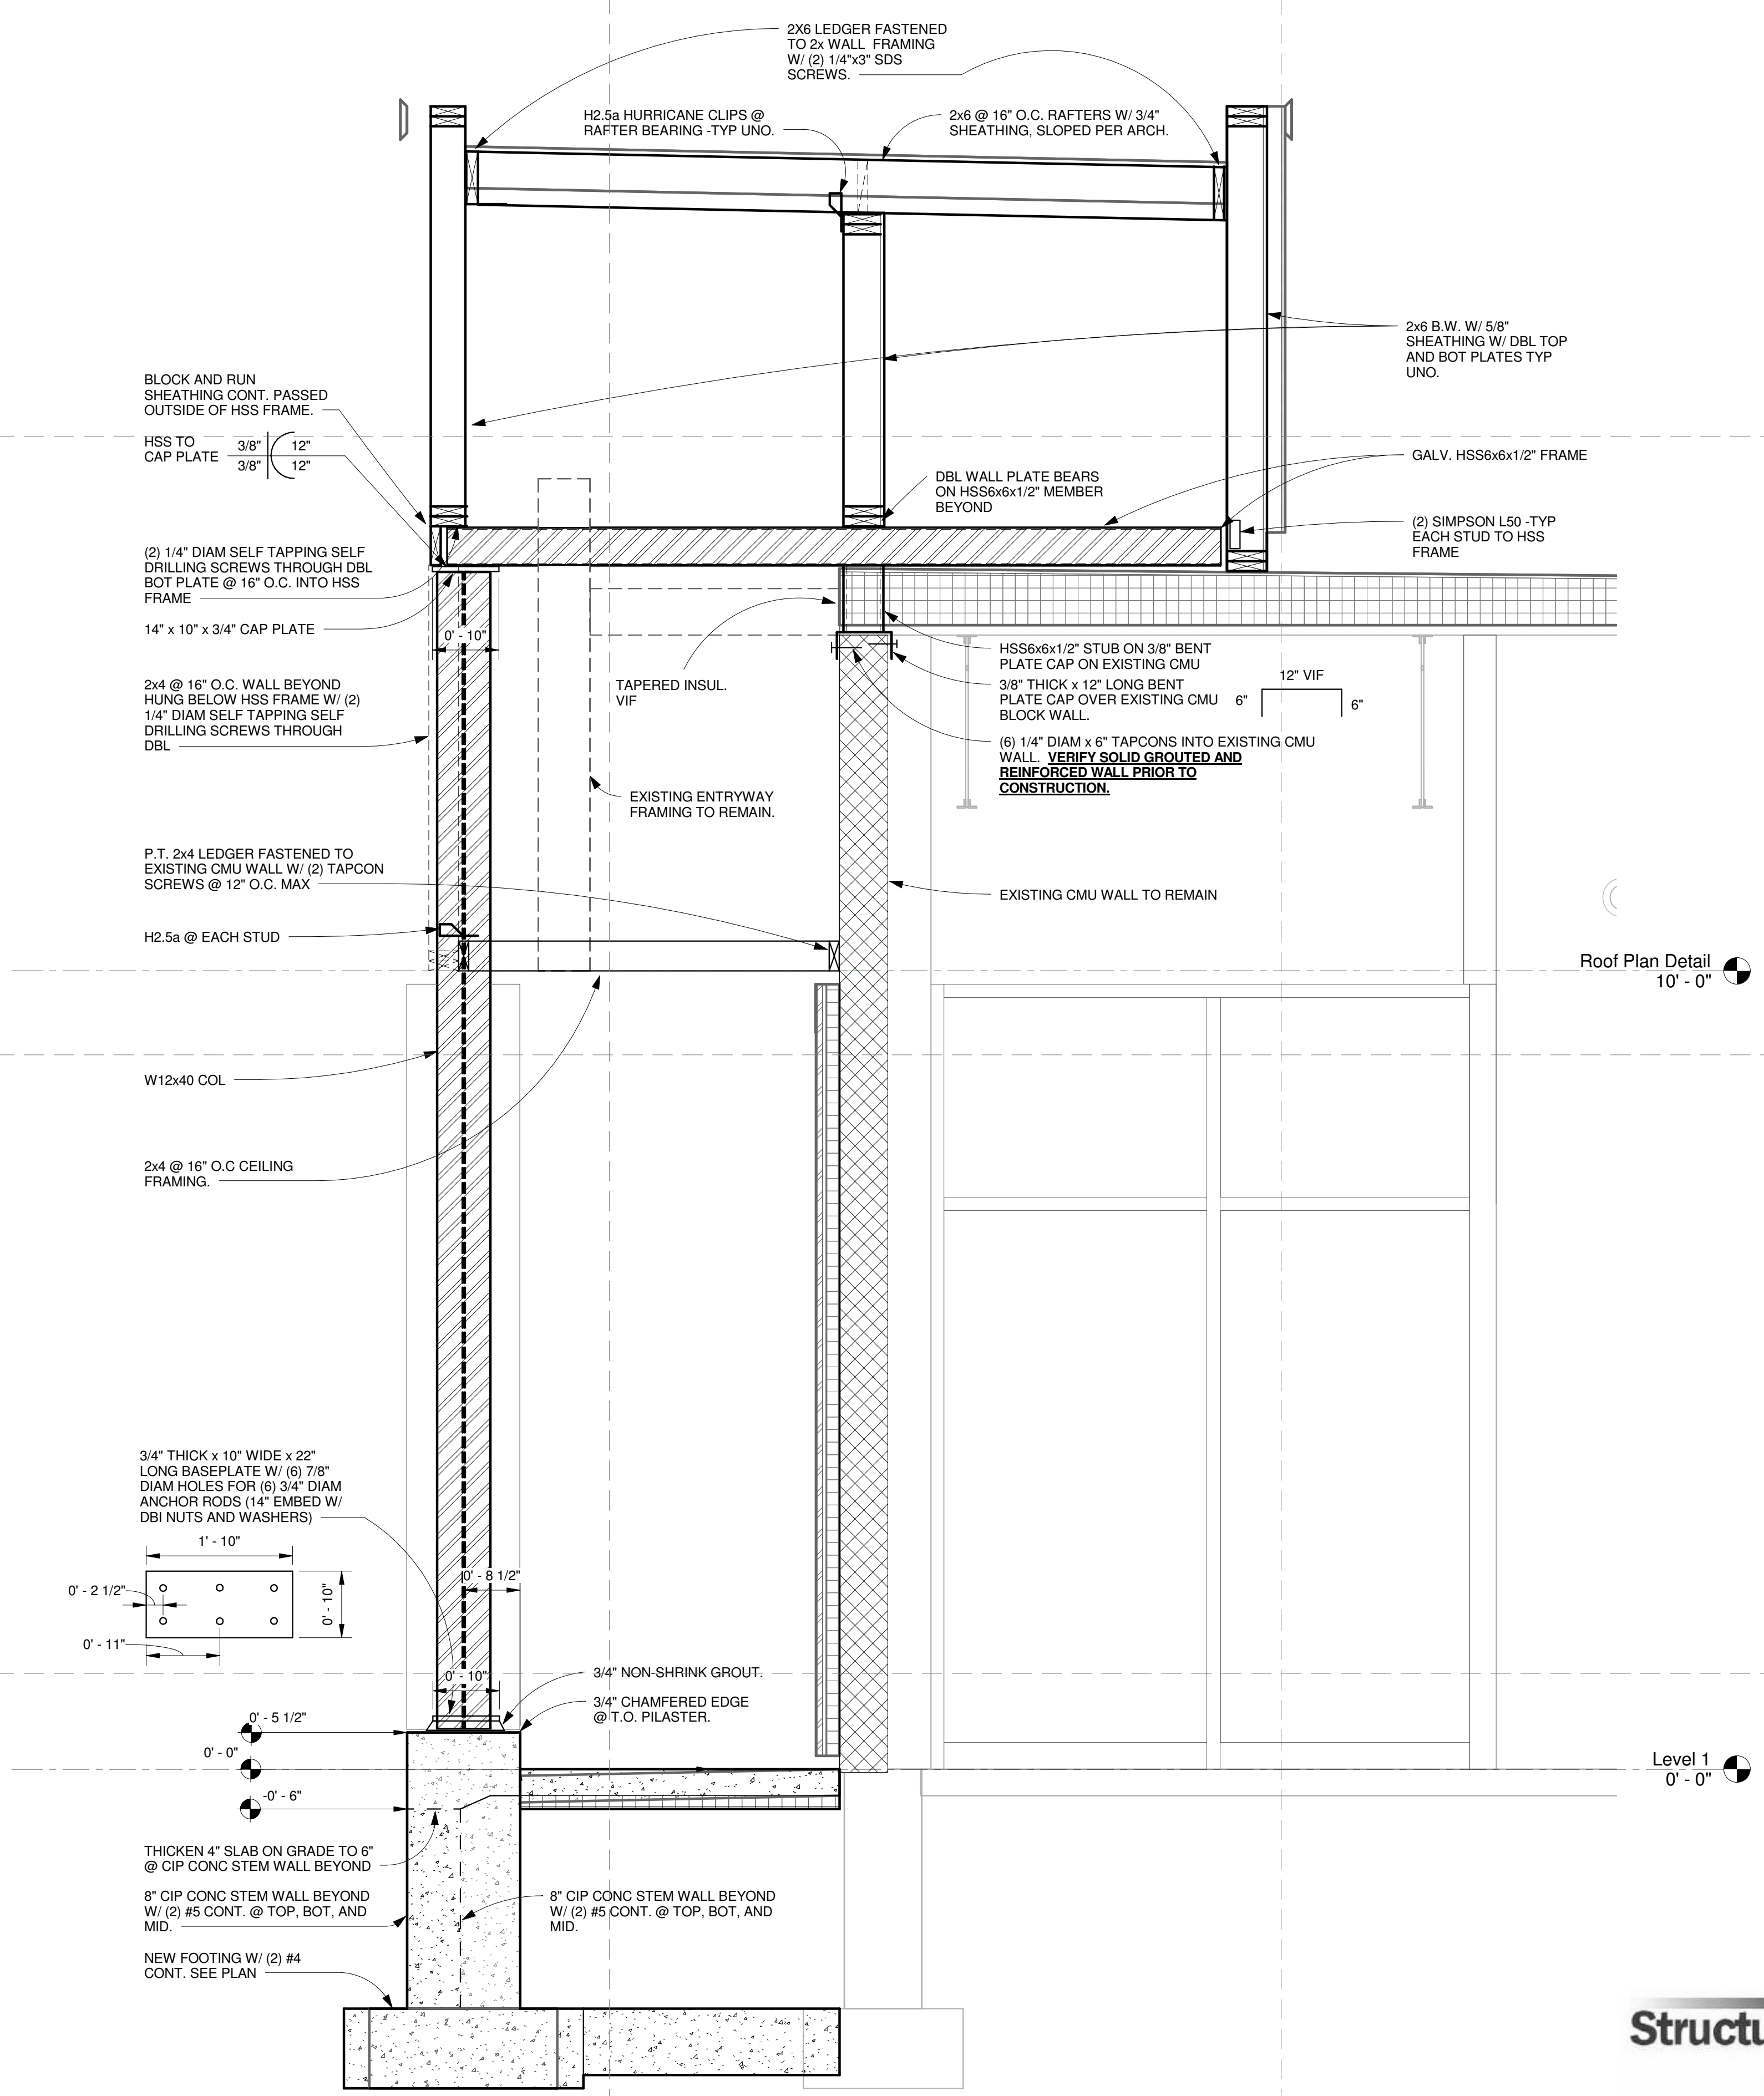 2X6 LEDGER FASTENED
TO 2x WALL  FRAMING
W/ (2) 1/4"x3" SDS
SCREWS.
H2.5a HURRICANE CLIPS @
RAFTER BEARING -TYP UNO.
2x6 @ 16" O.C. RAFTERS W/ 3/4"
SHEATHING, SLOPED PER ARCH.
2x6 B.W. W/ 5/8"
SHEATHING W/ DBL TOP
AND BOT PLATES TYP
UNO.
BLOCK AND RUN
SHEATHING CONT. PASSED
OUTSIDE OF HSS FRAME.
HSS TO
CAP PLATE
3/8" 12"
3/8" 12"
GALV. HSS6x6x1/2" FRAME
DBL WALL PLATE BEARS
ON HSS6x6x1/2" MEMBER
BEYOND
(2) SIMPSON L50 -TYP
EACH STUD TO HSS
FRAME
(2) 1/4" DIAM SELF TAPPING SELF
DRILLING SCREWS THROUGH DBL
BOT PLATE @ 16" O.C. INTO HSS
FRAME
14" x 10" x 3/4" CAP PLATE
0' - 10"
HSS6x6x1/2" STUB ON 3/8" BENT
PLATE CAP ON EXISTING CMU
TAPERED INSUL.
VIF
3/8" THICK x 12" LONG BENT
PLATE CAP OVER EXISTING CMU
BLOCK WALL.
12" VIF
6"
6"
2x4 @ 16" O.C. WALL BEYOND
HUNG BELOW HSS FRAME W/ (2)
1/4" DIAM SELF TAPPING SELF
DRILLING SCREWS THROUGH
DBL
(6) 1/4" DIAM x 6" TAPCONS INTO EXISTING CMU
WALL.  VERIFY SOLID GROUTED AND
REINFORCED WALL PRIOR TO
CONSTRUCTION.
EXISTING ENTRYWAY
FRAMING TO REMAIN.
P.T. 2x4 LEDGER FASTENED TO
EXISTING CMU WALL W/ (2) TAPCON
SCREWS @ 12" O.C. MAX
EXISTING CMU WALL TO REMAIN
H2.5a @ EACH STUD
Roof Plan Detail
10' - 0"
W12x40 COL
2x4 @ 16" O.C CEILING
FRAMING.
3/4" THICK x 10" WIDE x 22"
LONG BASEPLATE W/ (6) 7/8"
DIAM HOLES FOR (6) 3/4" DIAM
ANCHOR RODS (14" EMBED W/
DBl NUTS AND WASHERS)
1' - 10"
0' - 8 1/2"
0' - 2 1/2"
0' - 10"
0' - 11"
0' - 10"
3/4" NON-SHRINK GROUT.
3/4" CHAMFERED EDGE
@ T.O. PILASTER.
0' - 5 1/2"
0' - 0"
Level 1
0' - 0"
-0' - 6"
THICKEN 4" SLAB ON GRADE TO 6"
@ CIP CONC STEM WALL BEYOND
8" CIP CONC STEM WALL BEYOND
W/ (2) #5 CONT. @ TOP, BOT, AND
MID.
8" CIP CONC STEM WALL BEYOND
W/ (2) #5 CONT. @ TOP, BOT, AND
MID.
NEW FOOTING W/ (2) #4
CONT. SEE PLAN
Structu